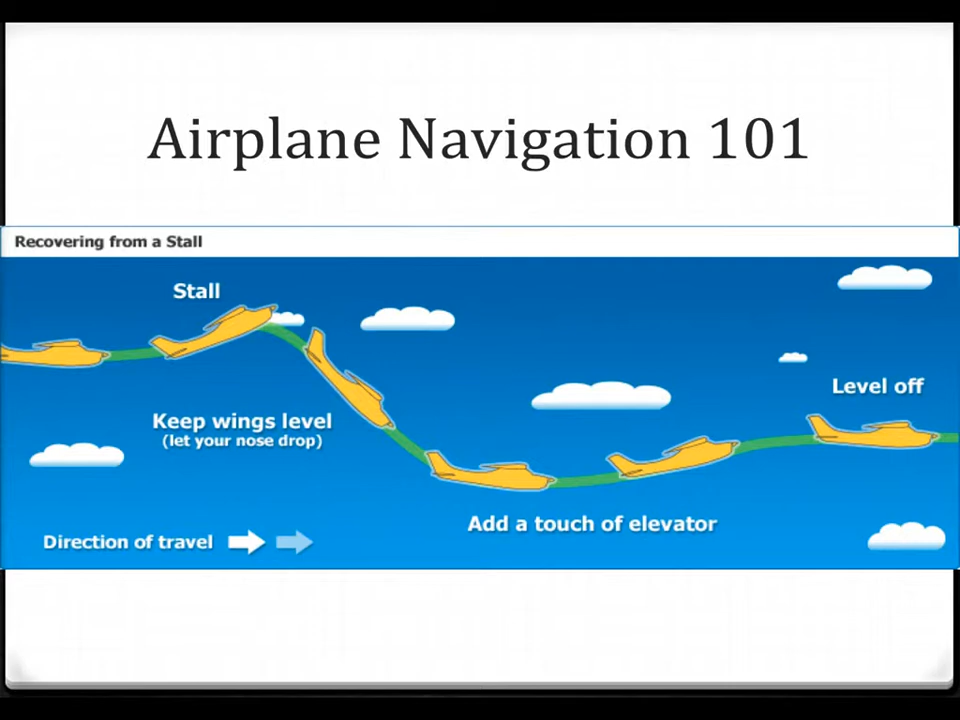 Airplane Navigation 101
Recovering from a Stall
Stall
Level off
Keep wings level
(let your nose drop)
Add a touch of elevator
Direction of travel